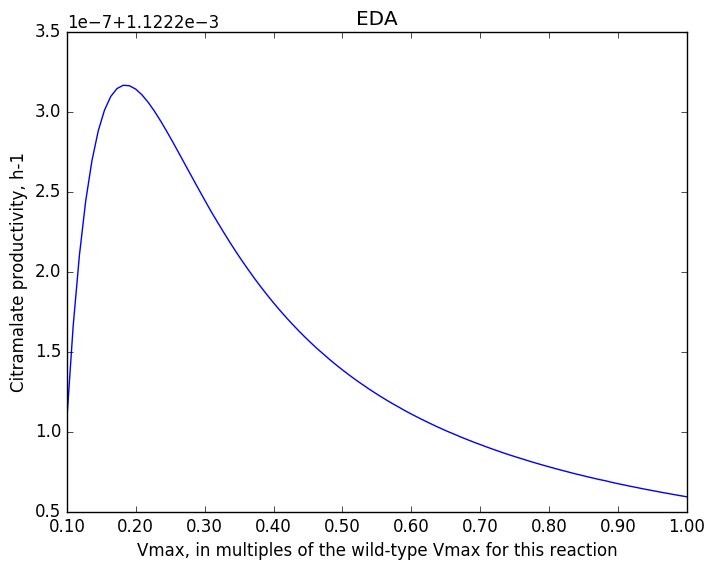 EDA
1e−7+1.1222e−3
3.5
3.0
2.5
2.0
1.5
1.0
0.5
Citramalate productivity, h-1
0.10 0.20 0.30 0.40 0.50 0.60 0.70 0.80 0.90 1.00
Vmax, in multiples of the wild-type Vmax for this reaction